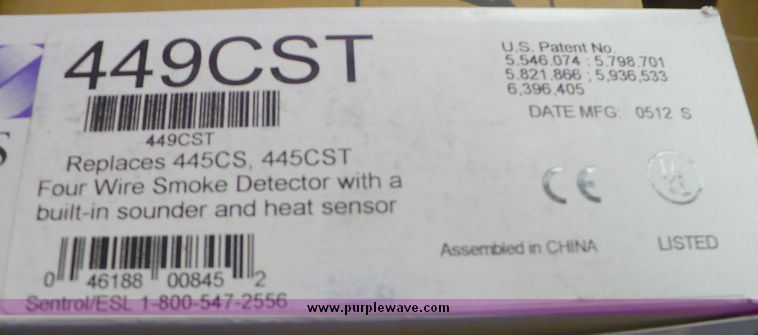 449CST
449CST
Replaces 445CS, 445CST
Four Wire Smoke Detector with a
built-in sounder and heat sensor
0 46188 00845 2
Sentrol/ESL 1-800-547-2556
U.S. Patent No.
5,546,074 ; 5,798,701
5,821,866 ; 5,936,533
6,396,405
DATE MFG: 0512 S
CE
UL
Assembled in CHINA
LISTED
S
www.purplewave.com